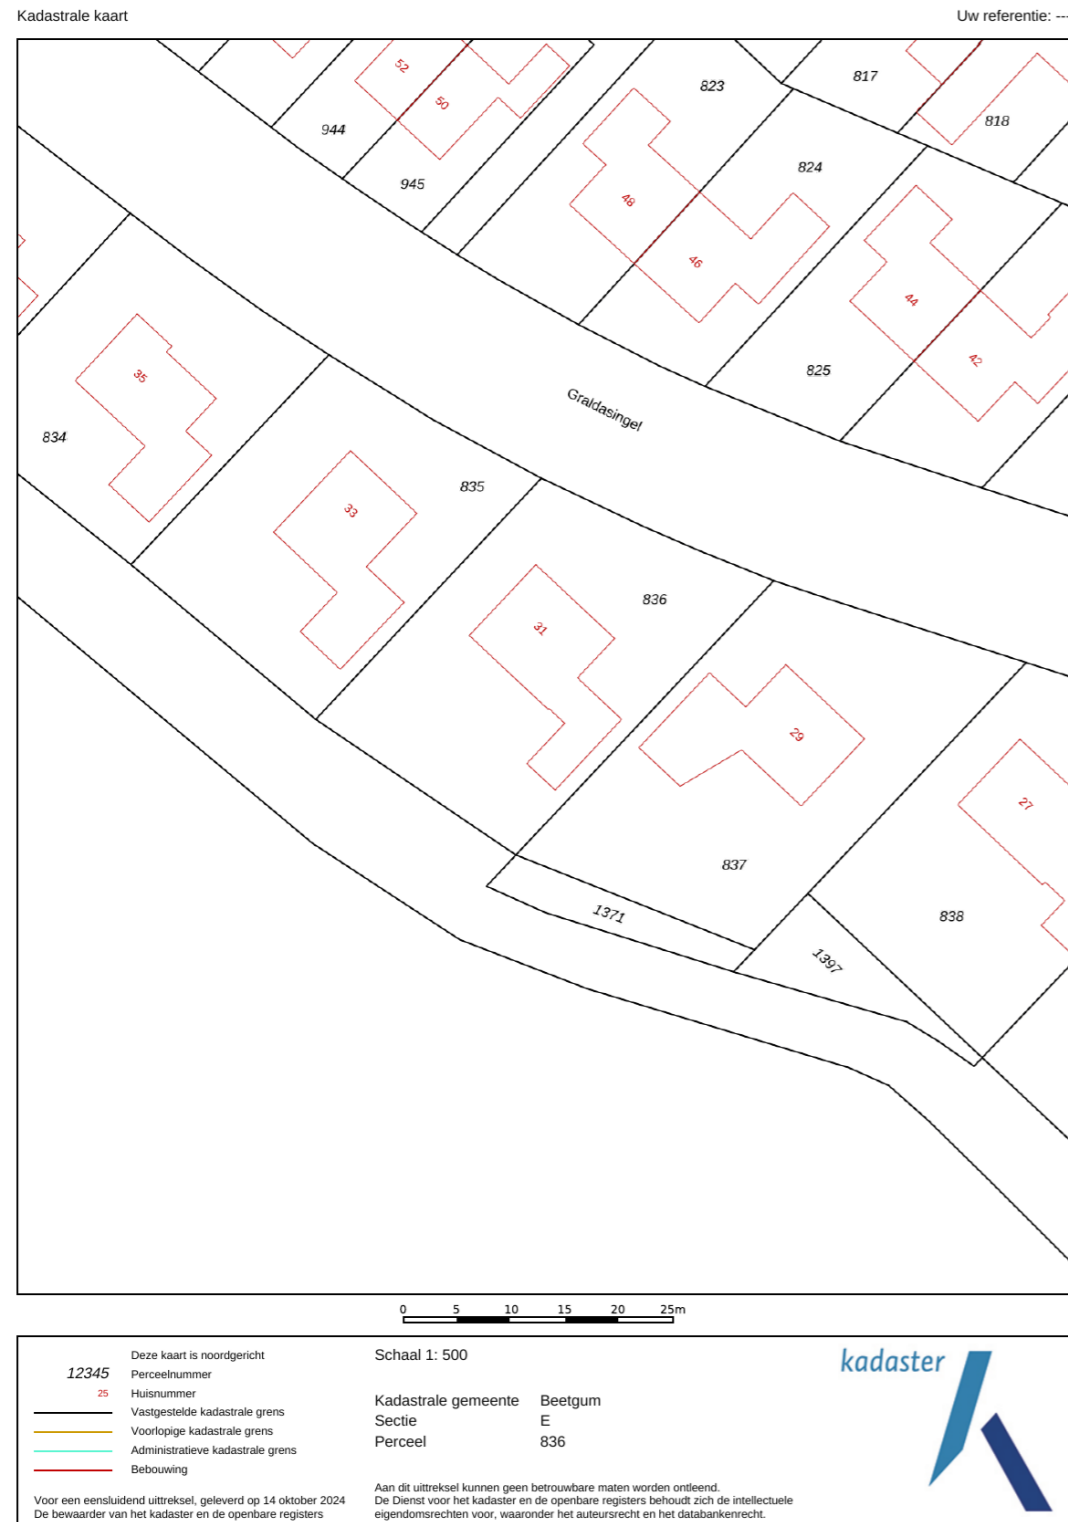 Kadastrale kaart
Uw referentie: ---
52
50
944
945
823
817
818
824
48
46
44
42
825
Graldasingel
35
834
33
835
31
836
29
837
27
838
1371
1397
0 5 10 15 20 25m
Deze kaart is noordgericht
12345 Perceelnummer
25 Huisnummer
Vastgestelde kadastrale grens
Voorlopige kadastrale grens
Administratieve kadastrale grens
Bebouwing
Voor een eensluidend uittreksel, geleverd op 14 oktober 2024
De bewaarder van het kadaster en de openbare registers
Schaal 1: 500
Kadastrale gemeente Beetgum
Sectie E
Perceel 836
Aan dit uittreksel kunnen geen betrouwbare maten worden ontleend.
De Dienst voor het kadaster en de openbare registers behoudt zich de intellectuele
eigendomsrechten voor, waaronder het auteursrecht en het databankenrecht.
kadaster